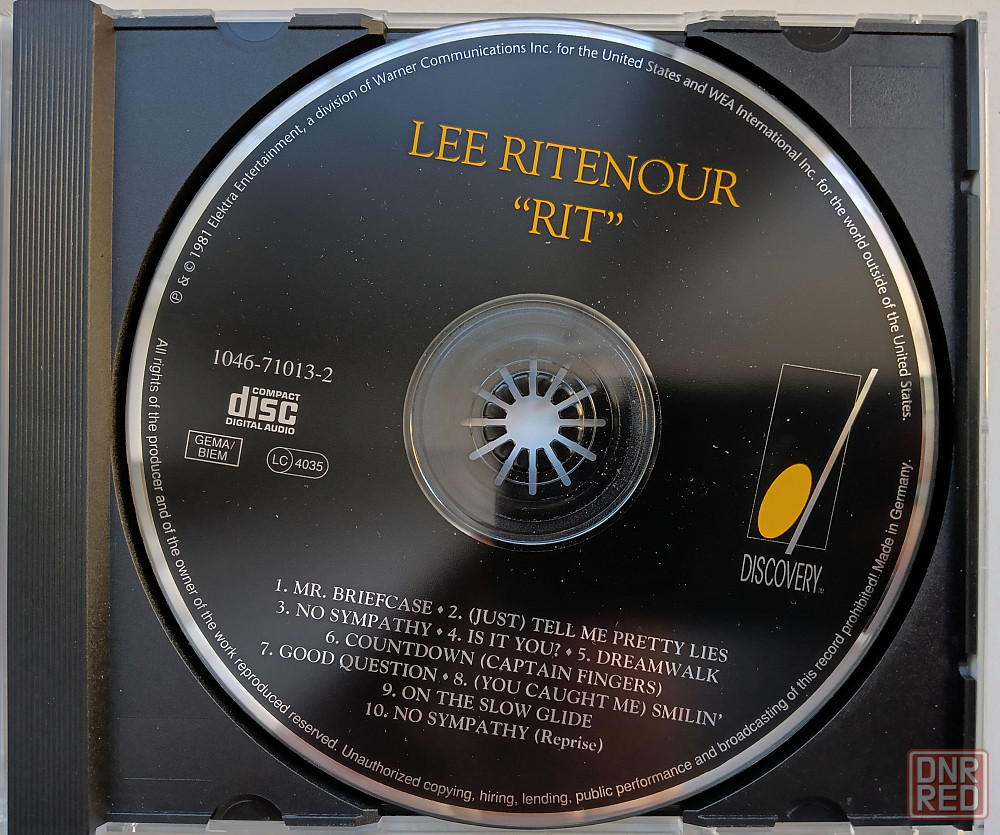 ℗ & © 1981 Elektra Entertainment, a division of Warner Communications Inc. for the United States and WEA International Inc. for the world outside of the United States.
LEE RITENOUR
“RIT”
1046-71013-2
COMPACT
disc
DIGITAL AUDIO
GEMA/
BIEM
LC 4035
DISCOVERY™
1. MR. BRIEFCASE ♦ 2. (JUST) TELL ME PRETTY LIES
3. NO SYMPATHY ♦ 4. IS IT YOU? ♦ 5. DREAMWALK
6. COUNTDOWN (CAPTAIN FINGERS)
7. GOOD QUESTION ♦ 8. (YOU CAUGHT ME) SMILIN’
9. ON THE SLOW GLIDE
10. NO SYMPATHY (Reprise)
All rights of the producer and of the owner of the work reproduced reserved. Unauthorized copying, hiring, lending, public performance and broadcasting of this record prohibited! Made in Germany.
DNR
RED